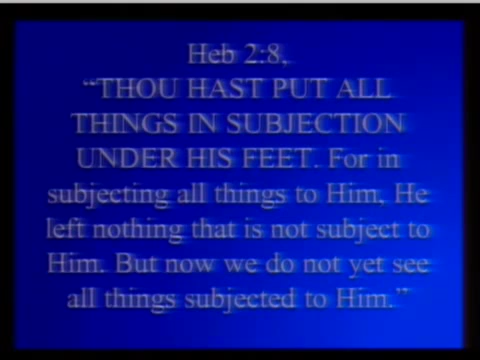 Heb 2:8,
“THOU HAST PUT ALL
THINGS IN SUBJECTION
UNDER HIS FEET. For in
subjecting all things to Him, He
left nothing that is not subject to
Him. But now we do not yet see
all things subjected to Him.”